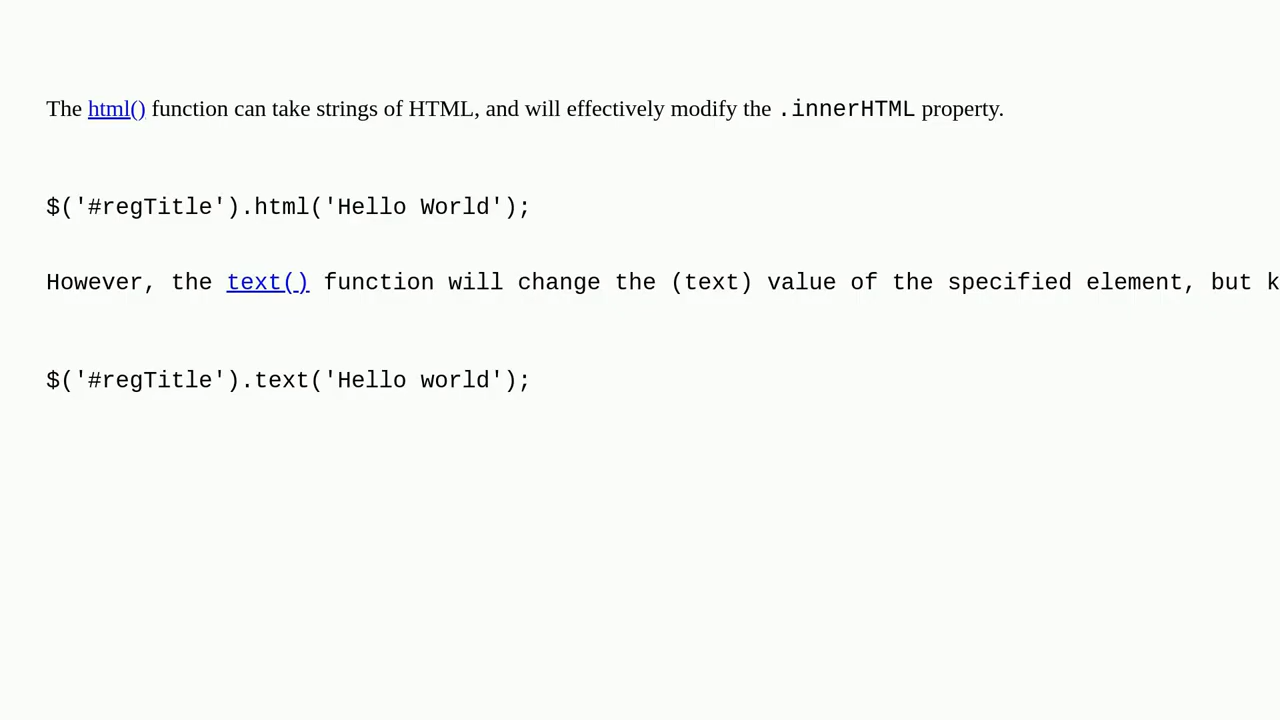 The html() function can take strings of HTML, and will effectively modify the .innerHTML property.
$('#regTitle').html('Hello World');
However, the text() function will change the (text) value of the specified element, but k
$('#regTitle').text('Hello world');